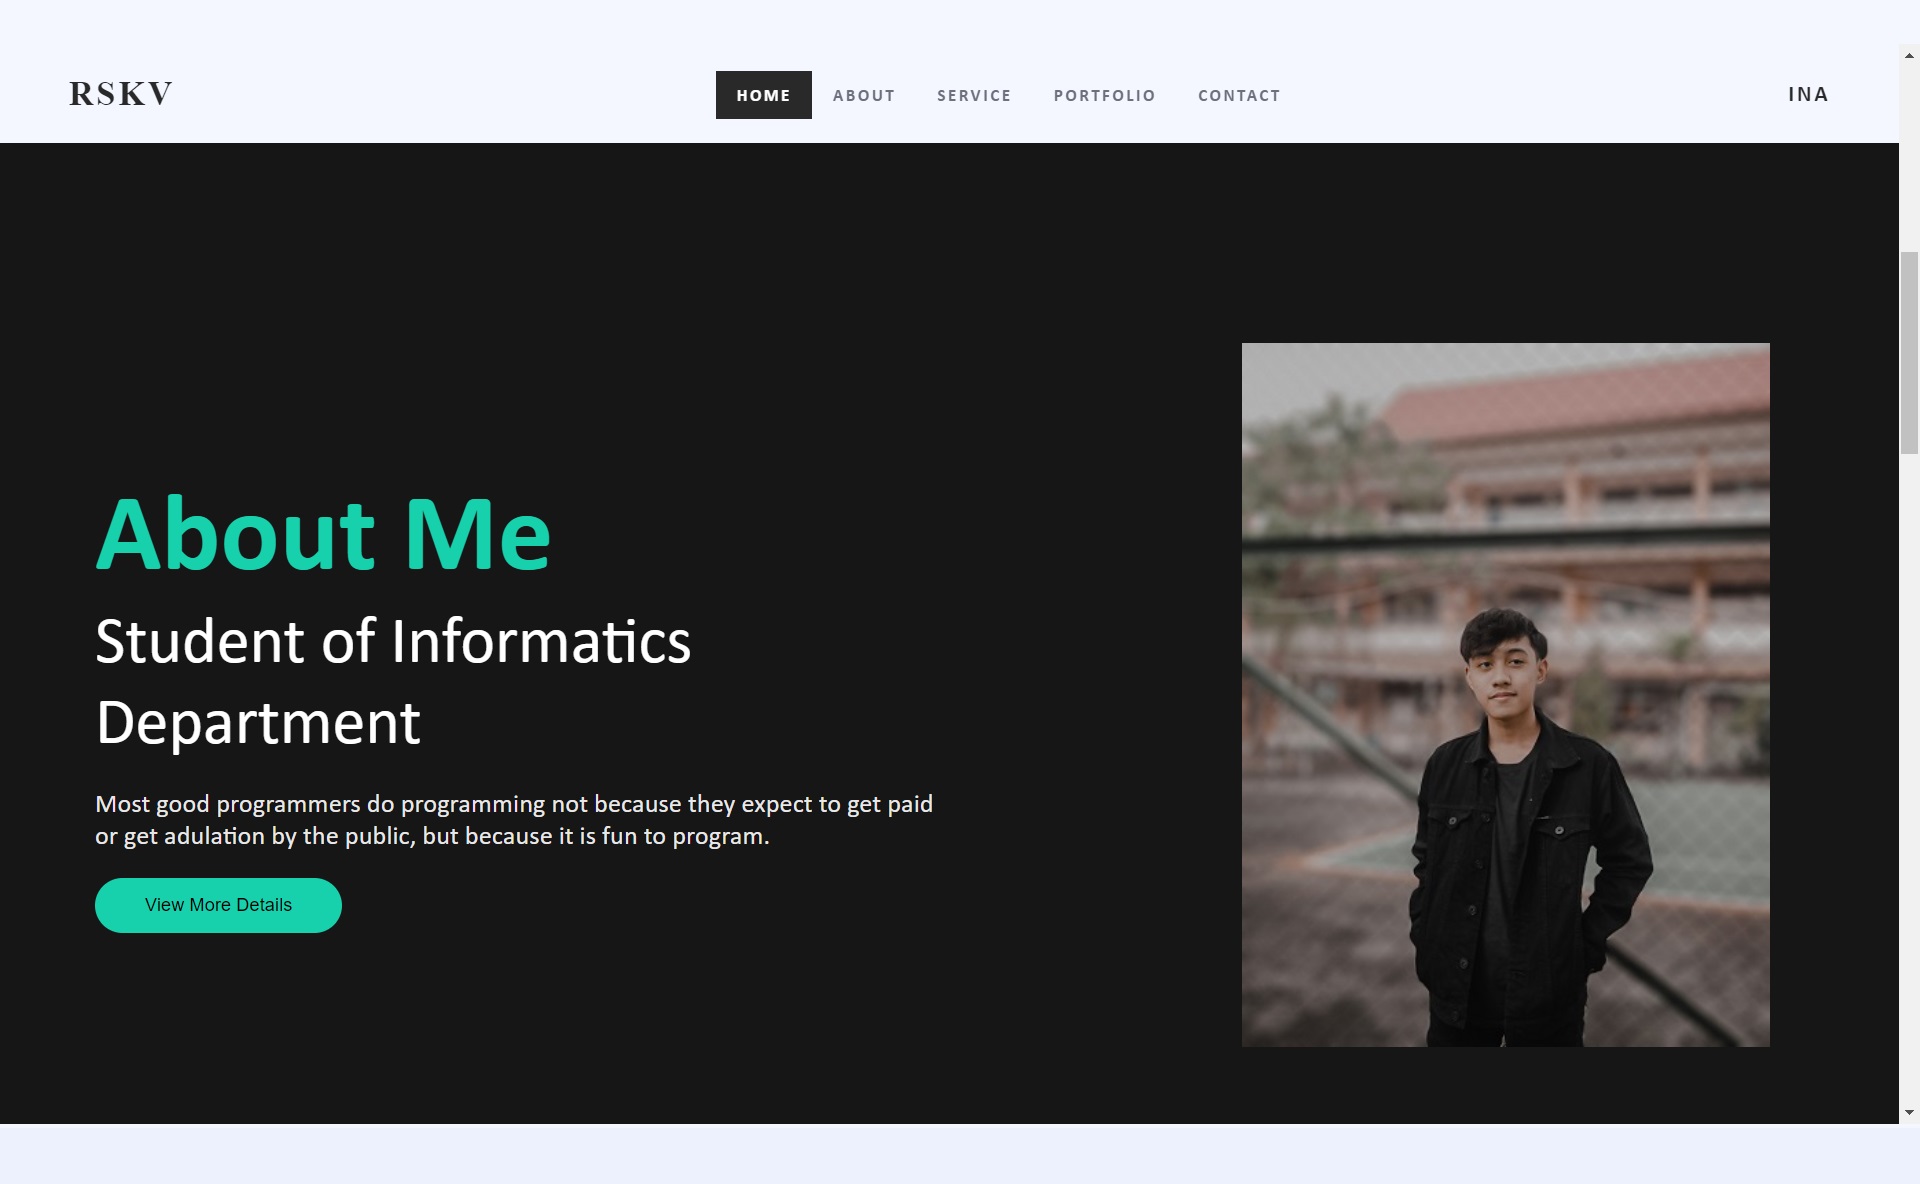 RSKV
HOME
ABOUT
SERVICE
PORTFOLIO
CONTACT
INA
About Me
Student of Informatics
Department
Most good programmers do programming not because they expect to get paid
or get adulation by the public, but because it is fun to program.
View More Details